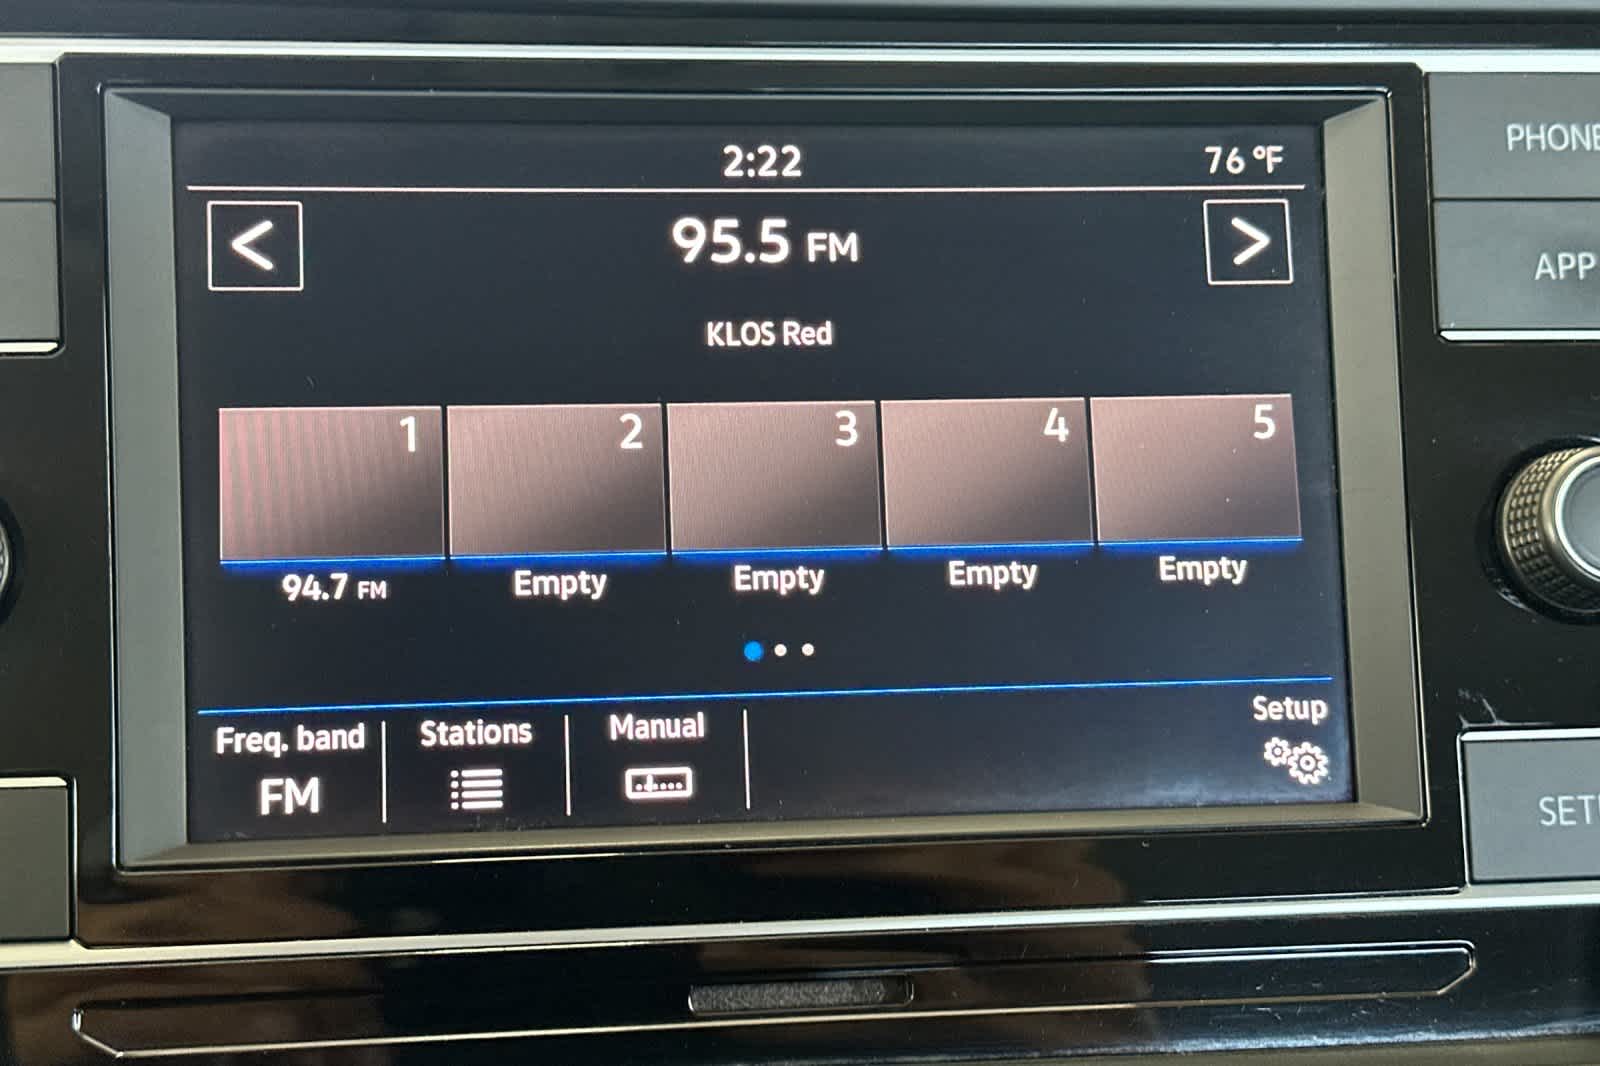 2:22
76 °F
PHONE
<
95.5 FM
>
APP
KLOS Red
1
2
3
4
5
94.7 FM
Empty
Empty
Empty
Empty
Freq. band
Stations
Manual
Setup
FM
SETU